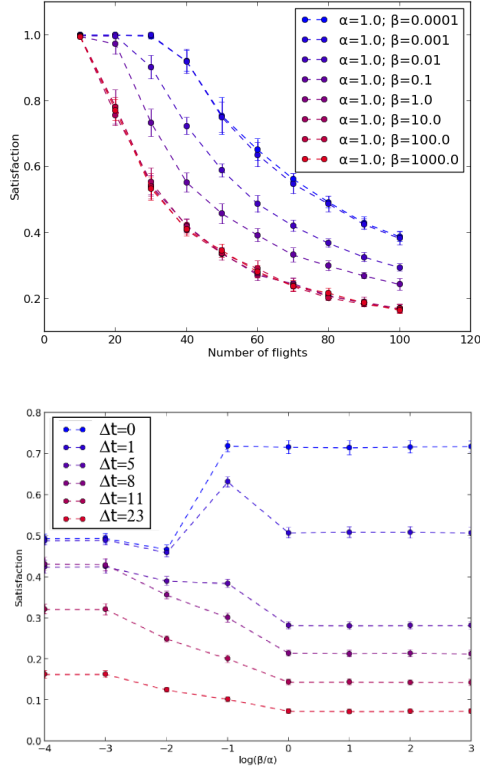 1.0
0.8
0.6
0.4
0.2
Satisfaction
α=1.0; β=0.0001
α=1.0; β=0.001
α=1.0; β=0.01
α=1.0; β=0.1
α=1.0; β=1.0
α=1.0; β=10.0
α=1.0; β=100.0
α=1.0; β=1000.0
0 20 40 60 80 100 120
Number of flights
0.8
0.7
0.6
0.5
0.4
0.3
0.2
0.1
0.0
Satisfaction
Δt=0
Δt=1
Δt=5
Δt=8
Δt=11
Δt=23
−4 −3 −2 −1 0 1 2 3
log(β/α)